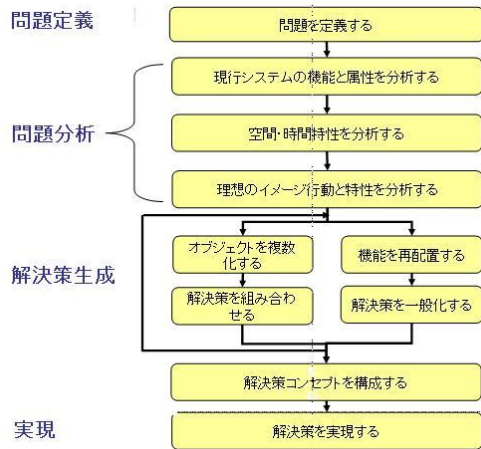 問題定義
問題を定義する
現行システムの機能と属性を分析する
問題分析
空間・時間特性を分析する
理想のイメージ行動と特性を分析する
解決策生成
オブジェクトを複数
化する
機能を再配置する
解決策を組み合わ
せる
解決策を一般化する
解決策コンセプトを構成する
実現
解決策を実現する